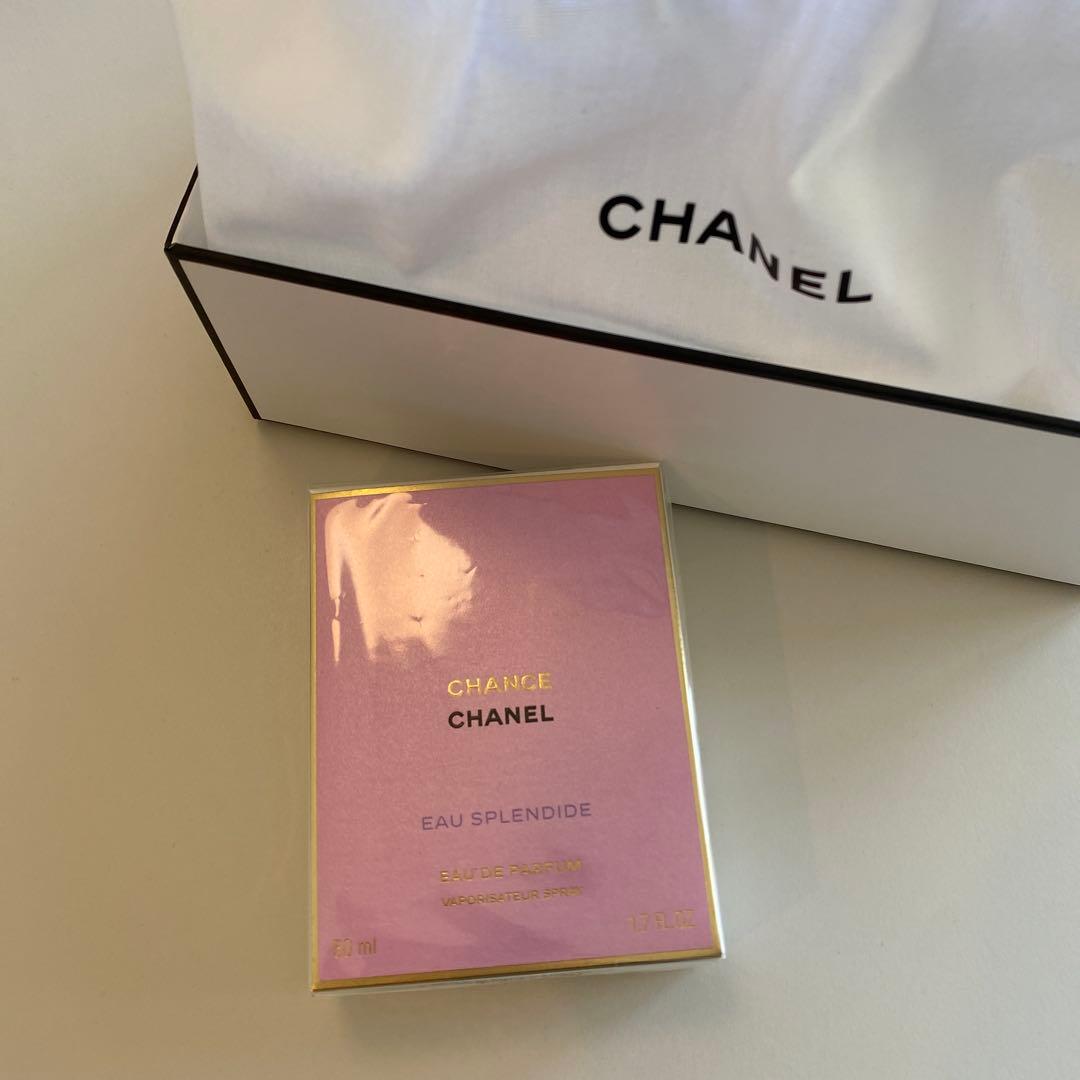 CHANEL
CHANCE
CHANEL
EAU SPLENDIDE
EAU DE PARFUM
VAPORISATEUR SPRAY
50 ml
1.7 FL.OZ